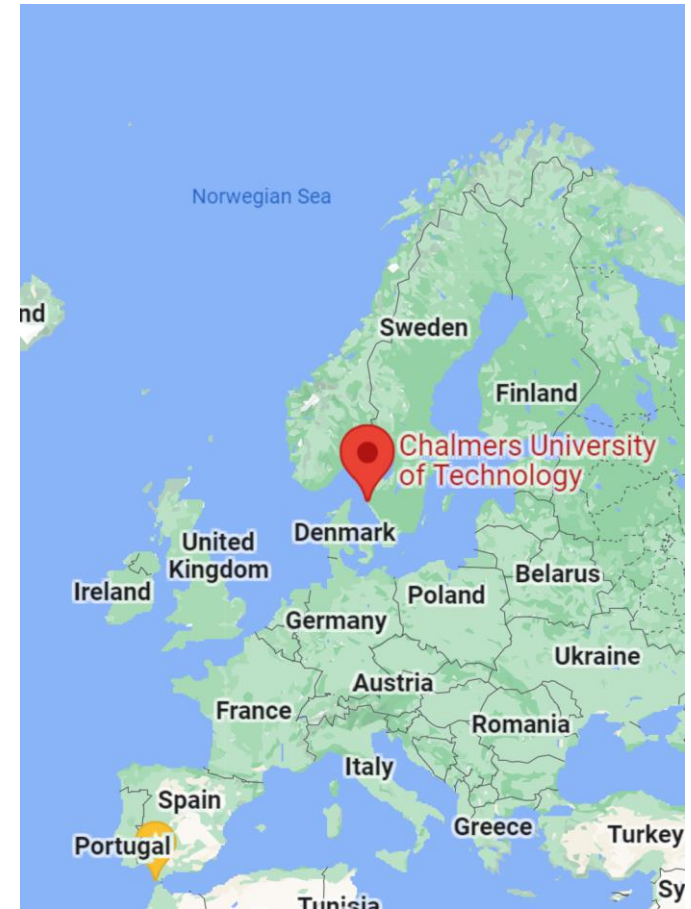 Norwegian Sea
nd
Sweden
Finland
Chalmers University
of Technology
Denmark
United
Kingdom
Ireland
Belarus
Poland
Germany
Ukraine
Austria
France
Romania
Italy
Spain
Portugal
Greece
Turkey
Tunisia
Sy